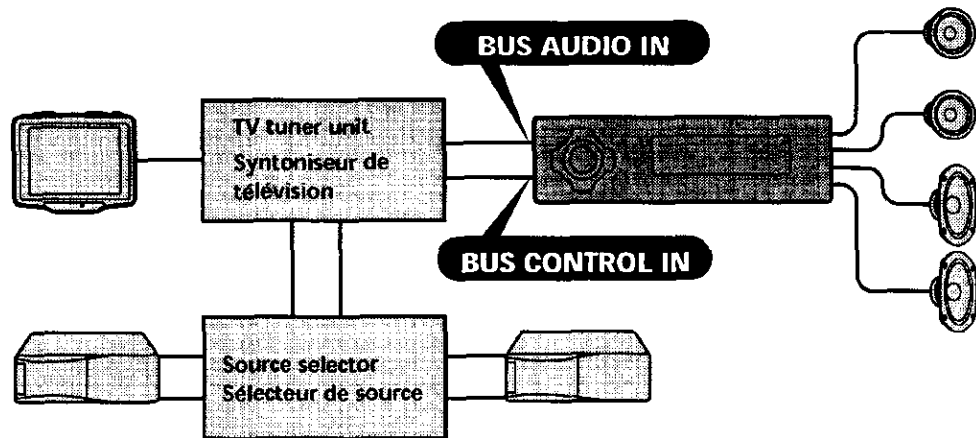 BUS AUDIO IN
TV tuner unit
Syntoniseur de
télévision
BUS CONTROL IN
Source selector
Sélecteur de source